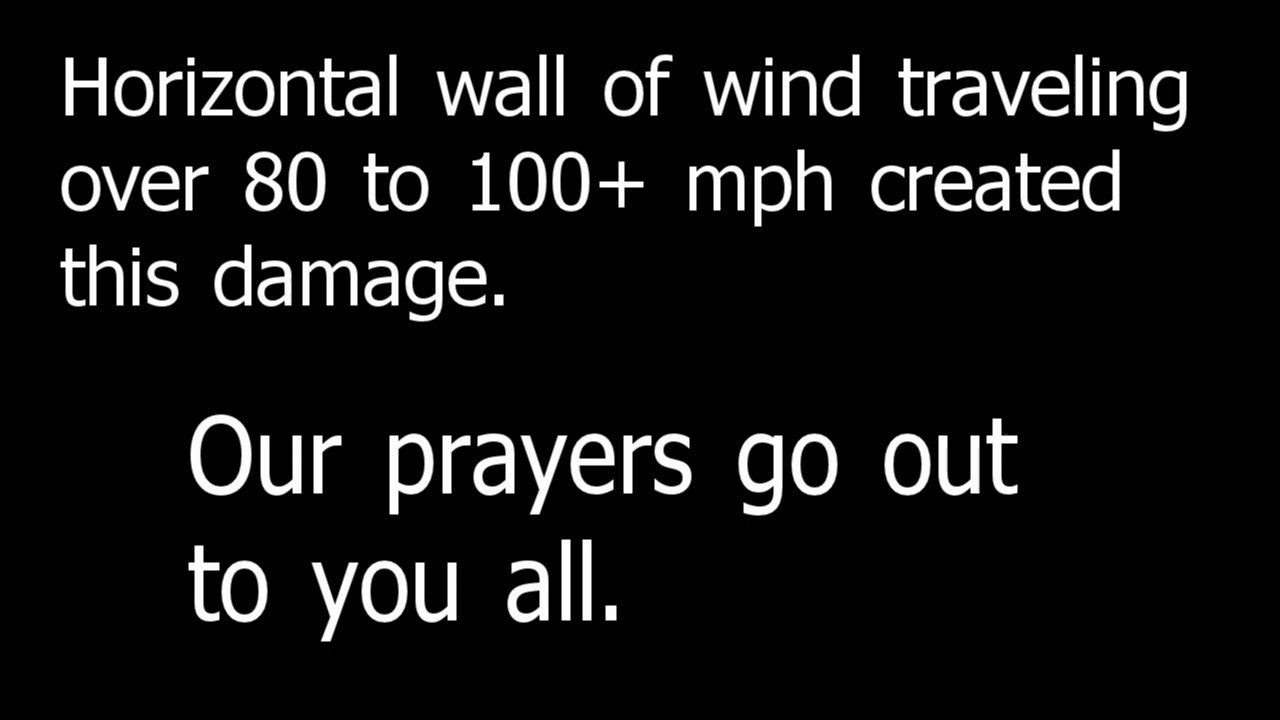 Horizontal wall of wind traveling
over 80 to 100+ mph created
this damage.
Our prayers go out
to you all.